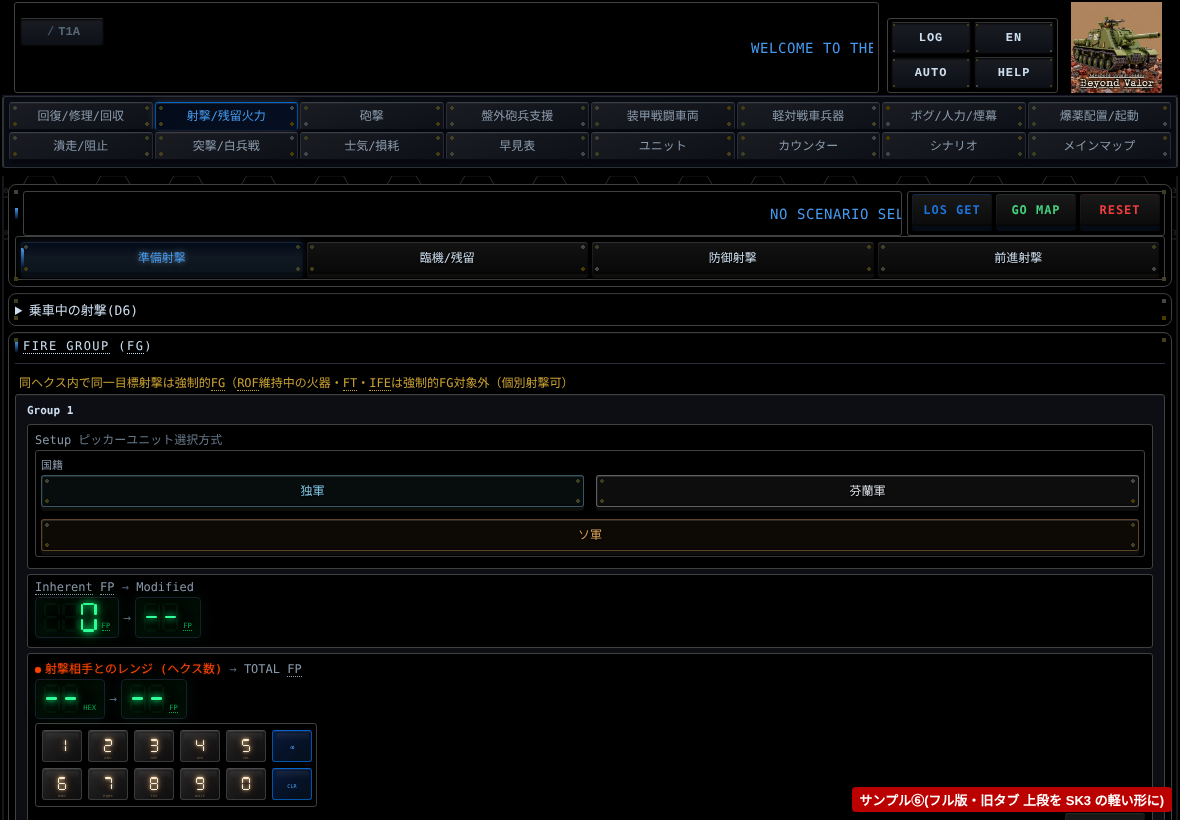 / T1A
WELCOME TO THE
LOG
EN
AUTO
HELP
Beyond Valor
回復/修理/回収
射撃/残留火力
砲撃
盤外砲兵支援
装甲戦闘車両
軽対戦車兵器
ボグ/人力/煙幕
爆薬配置/起動
潰走/阻止
突撃/白兵戦
士気/損耗
早見表
ユニット
カウンター
シナリオ
メインマップ
NO SCENARIO SEL
LOS GET
GO MAP
RESET
準備射撃
臨機/残留
防御射撃
前進射撃
▶ 乗車中の射撃(D6)
FIRE GROUP (FG)
同ヘクス内で同一目標射撃は強制的FG（ROF維持中の火器・FT・IFEは強制的FG対象外（個別射撃可）
Group 1
Setup ピッカーユニット選択方式
国籍
独軍
芬蘭軍
ソ軍
Inherent FP → Modified
0 FP → -- FP
●射撃相手とのレンジ (ヘクス数) → TOTAL FP
-- HEX → -- FP
1 2 3 4 5
6 7 8 9 0 CLR
サンプル⑥(フル版・旧タブ 上段を SK3 の軽い形に)